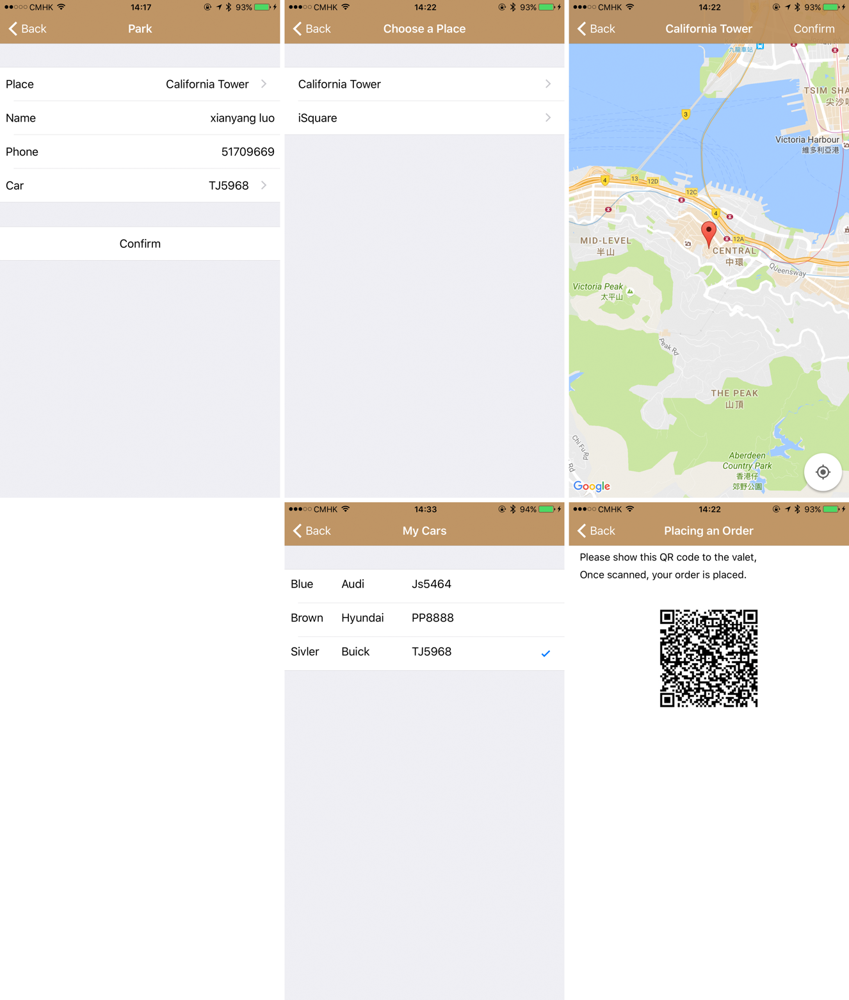 CMHK 14:17 93%
Back Park
Place California Tower
Name xianyang luo
Phone 51709669
Car TJ5968
Confirm
CMHK 14:22 93%
Back Choose a Place
California Tower
iSquare
CMHK 14:22 93%
Back California Tower Confirm
九龍車站
TSIM SHA
尖沙咀
3
Victoria Harbour
維多利亞港
4
13
12D
12C
4
12A
MID-LEVEL
半山
CENTRAL
中環
Queensway
Victoria Peak
太平山
Peak Rd
THE PEAK
山頂
Chi Fu Rd
Rd
Aberdeen
Country Park
香港仔
郊野公園
Google
CMHK 14:33 94%
Back My Cars
Blue Audi Js5464
Brown Hyundai PP8888
Sivler Buick TJ5968
CMHK 14:22 93%
Back Placing an Order
Please show this QR code to the valet,
Once scanned, your order is placed.